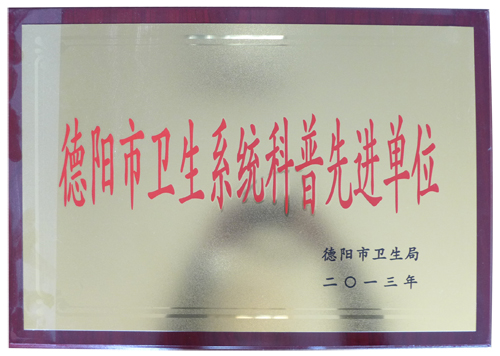 德阳市卫生系统科普先进单位
德阳市卫生局
二〇一三年